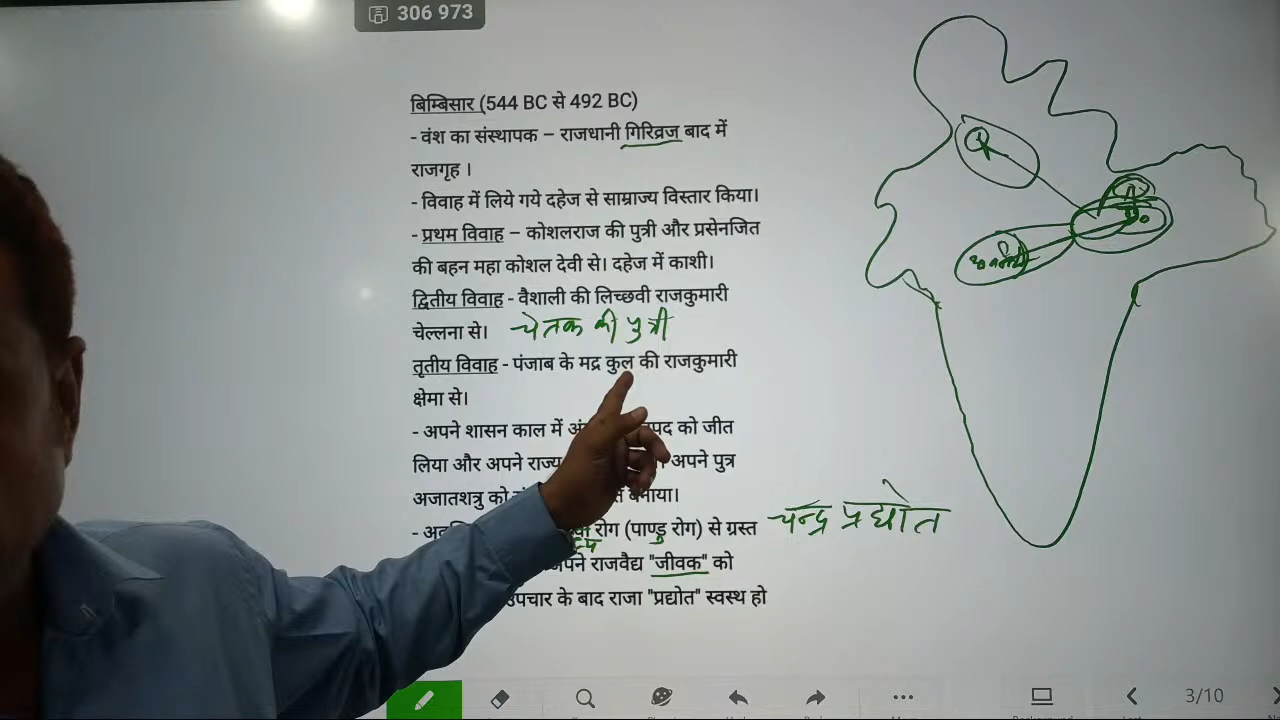 306 973
बिम्बिसार (544 BC से 492 BC)
- वंश का संस्थापक – राजधानी गिरिव्रज बाद में
राजगृह ।
- विवाह में लिये गये दहेज से साम्राज्य विस्तार किया।
- प्रथम विवाह – कोशलराज की पुत्री और प्रसेनजित
की बहन महा कोशल देवी से। दहेज में काशी।
द्वितीय विवाह - वैशाली की लिच्छवी राजकुमारी
चेल्लना से। चेतक की पुत्री
तृतीय विवाह - पंजाब के मद्र कुल की राजकुमारी
क्षेमा से।
- अपने शासन काल में को जीत
लिया और अपने राज्य अपने पुत्र
अजातशत्रु को बनाया।
- रोग (पाण्डु रोग) से ग्रस्त चन्द्र प्रद्योत
राजवैद्य "जीवक" को
उपचार के बाद राजा "प्रद्योत" स्वस्थ हो
3/10